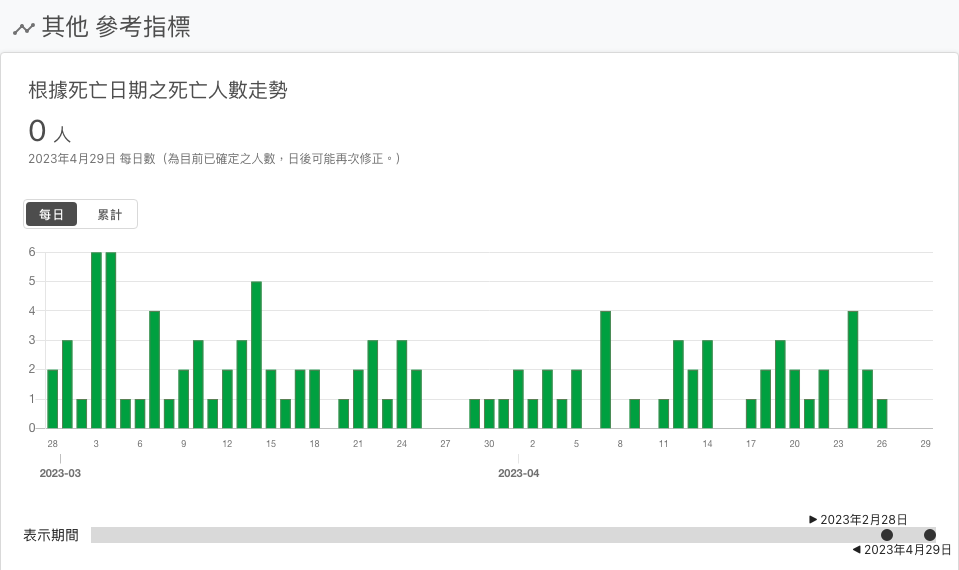 其他 參考指標
根據死亡日期之死亡人數走勢
0 人
2023年4月29日 每日數（為目前已確定之人數，日後可能再次修正。）
每日 累計
6
5
4
3
2
1
0
28 3 6 9 12 15 18 21 24 27 30 2 5 8 11 14 17 20 23 26 29
2023-03 2023-04
▶ 2023年2月28日
表示期間
◀ 2023年4月29日